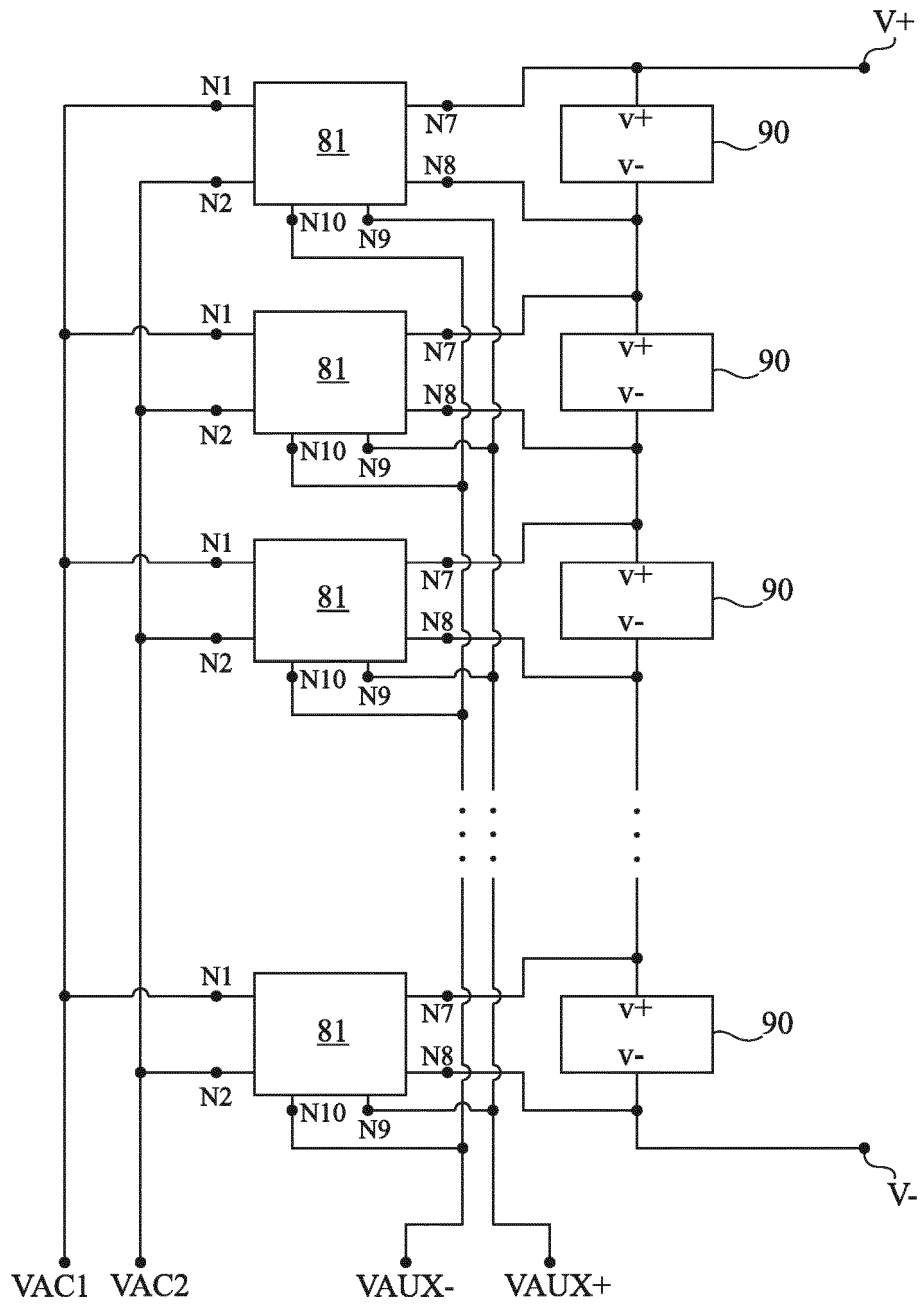 V+
N1
81
N7
V+
90
N8
V-
N2
N10
N9
N1
81
N7
V+
90
N8
V-
N2
N10
N9
N1
81
N7
V+
90
N8
V-
N2
N10
N9
N1
81
N7
V+
90
N8
V-
N2
N10
N9
V-
VAC1
VAC2
VAUX-
VAUX+